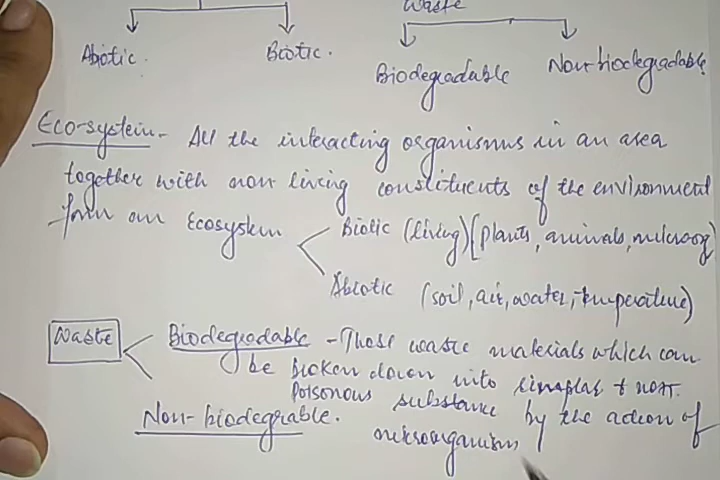 Waste
Abiotic.
Biotic.
Biodegradable
Non-biodegradable
Eco-system - All the interacting organisms in an area
together with non living constituents of the environment
form an Ecosystem
Biotic (living) [plants, animals, microorg]
Abiotic (soil, air, water, temperature)
Waste
Biodegradable - Those waste materials which can
be broken down into simpler & non.
poisonous substance by the action of
microorganism
Non-biodegrable.